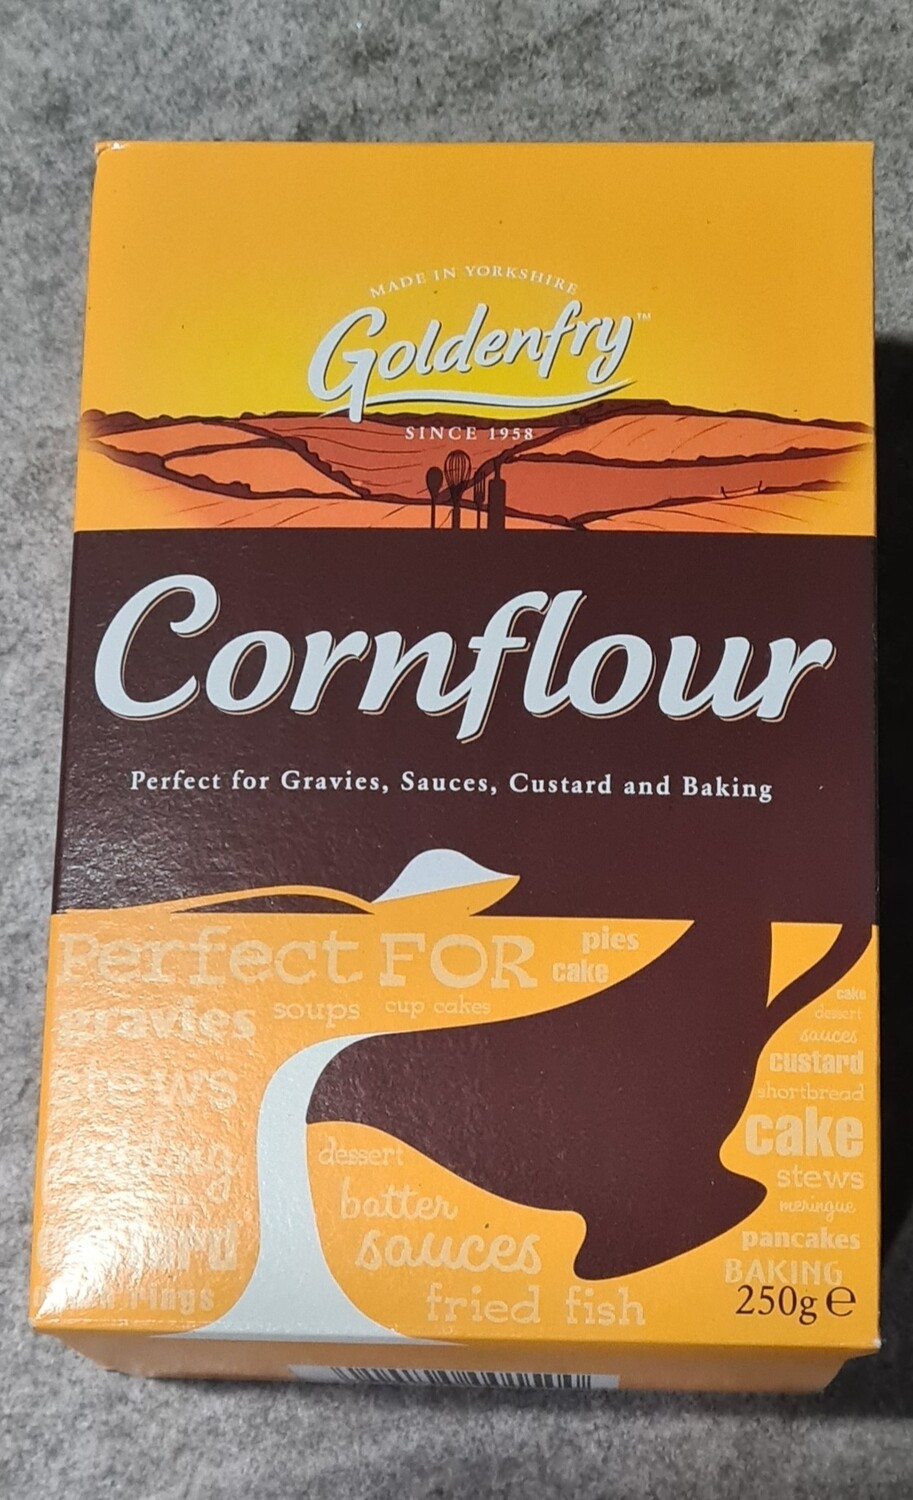 MADE IN YORKSHIRE
Goldenfry™
SINCE 1958
Cornflour
Perfect for Gravies, Sauces, Custard and Baking
Perfect FOR
pies
cake
gravies
soups
cup cakes
stews
dessert
batter
sauces
fried fish
rings
cake
dessert
sauces
custard
shortbread
cake
stews
meringue
pancakes
BAKING
250g ℮